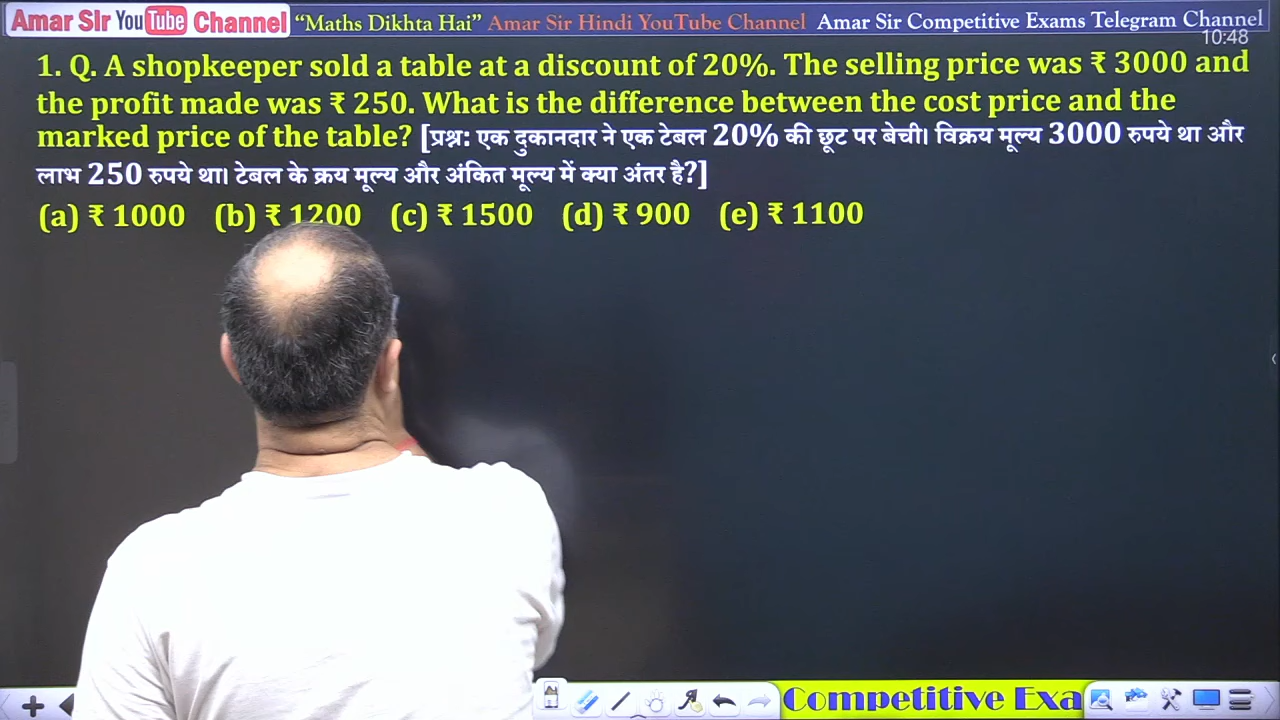 Amar Sir YouTube Channel "Maths Dikhta Hai" Amar Sir Hindi YouTube Channel Amar Sir Competitive Exams Telegram Channel
10:48
1. Q. A shopkeeper sold a table at a discount of 20%. The selling price was ₹ 3000 and
the profit made was ₹ 250. What is the difference between the cost price and the
marked price of the table? [प्रश्न: एक दुकानदार ने एक टेबल 20% की छूट पर बेची। विक्रय मूल्य 3000 रुपये था और
लाभ 250 रुपये था। टेबल के क्रय मूल्य और अंकित मूल्य में क्या अंतर है?]
(a) ₹ 1000 (b) ₹ 1200 (c) ₹ 1500 (d) ₹ 900 (e) ₹ 1100
Competitive Exa